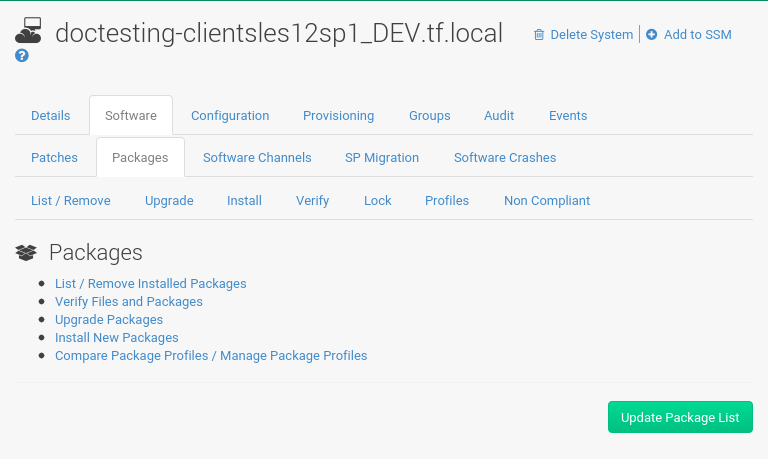 doctesting-clientsles12sp1_DEV.tf.local Delete System Add to SSM
?
Details Software Configuration Provisioning Groups Audit Events
Patches Packages Software Channels SP Migration Software Crashes
List / Remove Upgrade Install Verify Lock Profiles Non Compliant
Packages
List / Remove Installed Packages
Verify Files and Packages
Upgrade Packages
Install New Packages
Compare Package Profiles / Manage Package Profiles
Update Package List